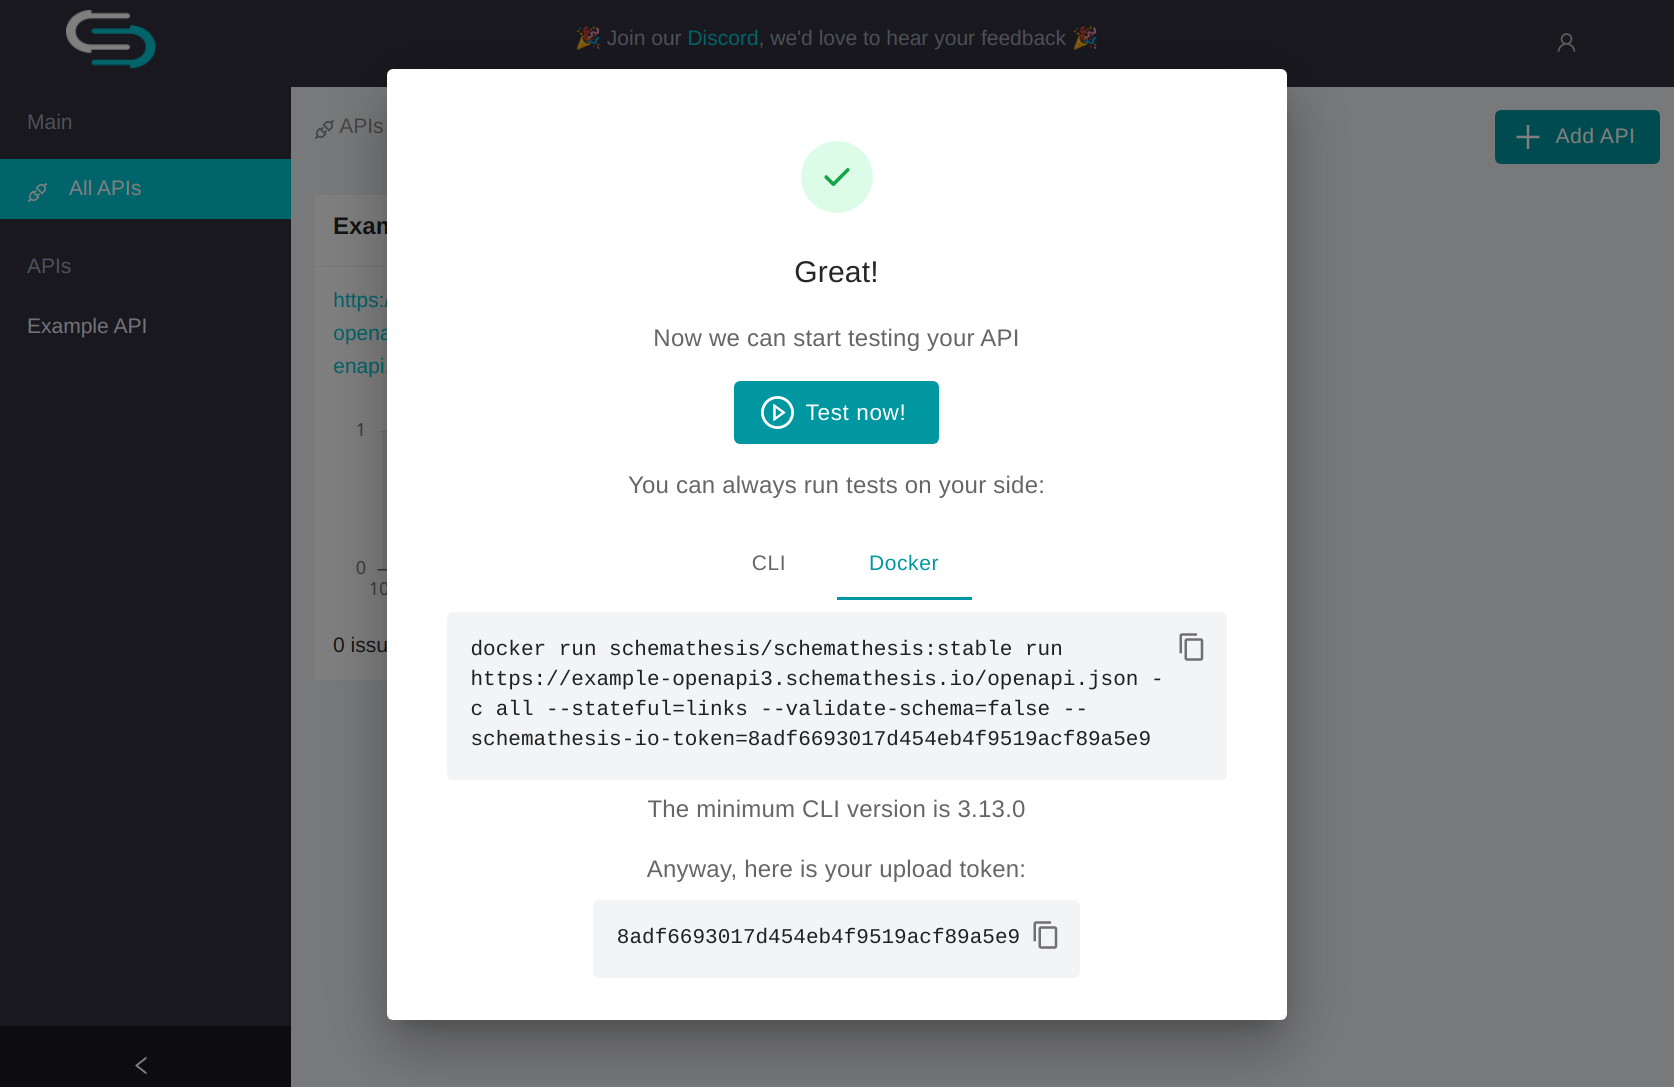 🎉 Join our Discord, we'd love to hear your feedback 🎉
Main
All APIs
APIs
Example API
APIs
Add API
Exam
https:/
opena
enapi.
1
0
10
0 issu
Great!
Now we can start testing your API
Test now!
You can always run tests on your side:
CLI
Docker
docker run schemathesis/schemathesis:stable run
https://example-openapi3.schemathesis.io/openapi.json -
c all --stateful=links --validate-schema=false --
schemathesis-io-token=8adf6693017d454eb4f9519acf89a5e9
The minimum CLI version is 3.13.0
Anyway, here is your upload token:
8adf6693017d454eb4f9519acf89a5e9